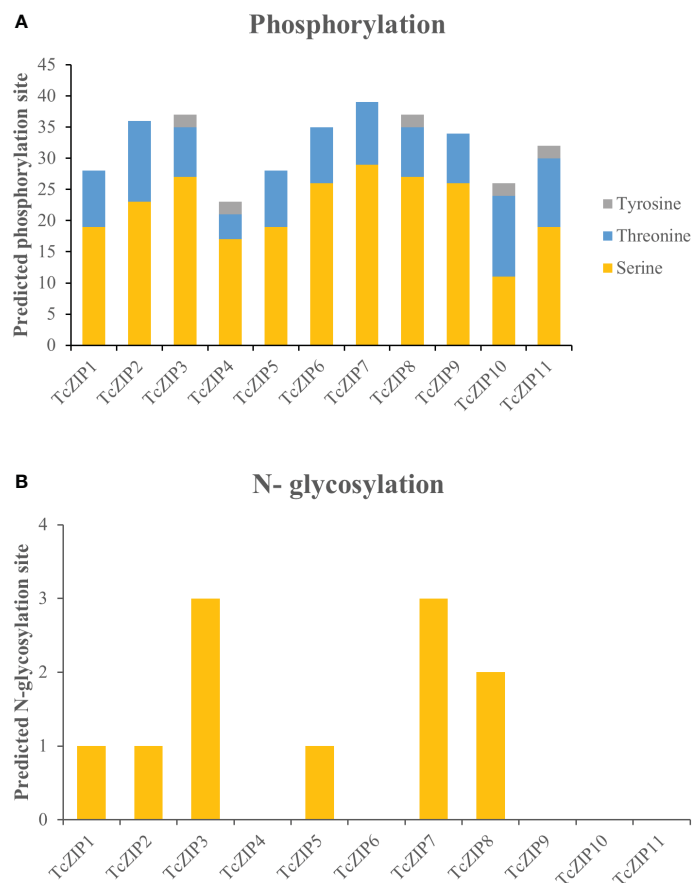 A
Phosphorylation
Predicted phosphorylation site
45
40
35
30
25
20
15
10
5
0
TcZIP1
TcZIP2
TcZIP3
TcZIP4
TcZIP5
TcZIP6
TcZIP7
TcZIP8
TcZIP9
TcZIP10
TcZIP11
Tyrosine
Threonine
Serine
B
N- glycosylation
Predicted N-glycosylation site
4
3
2
1
0
TcZIP1
TcZIP2
TcZIP3
TcZIP4
TcZIP5
TcZIP6
TcZIP7
TcZIP8
TcZIP9
TcZIP10
TcZIP11